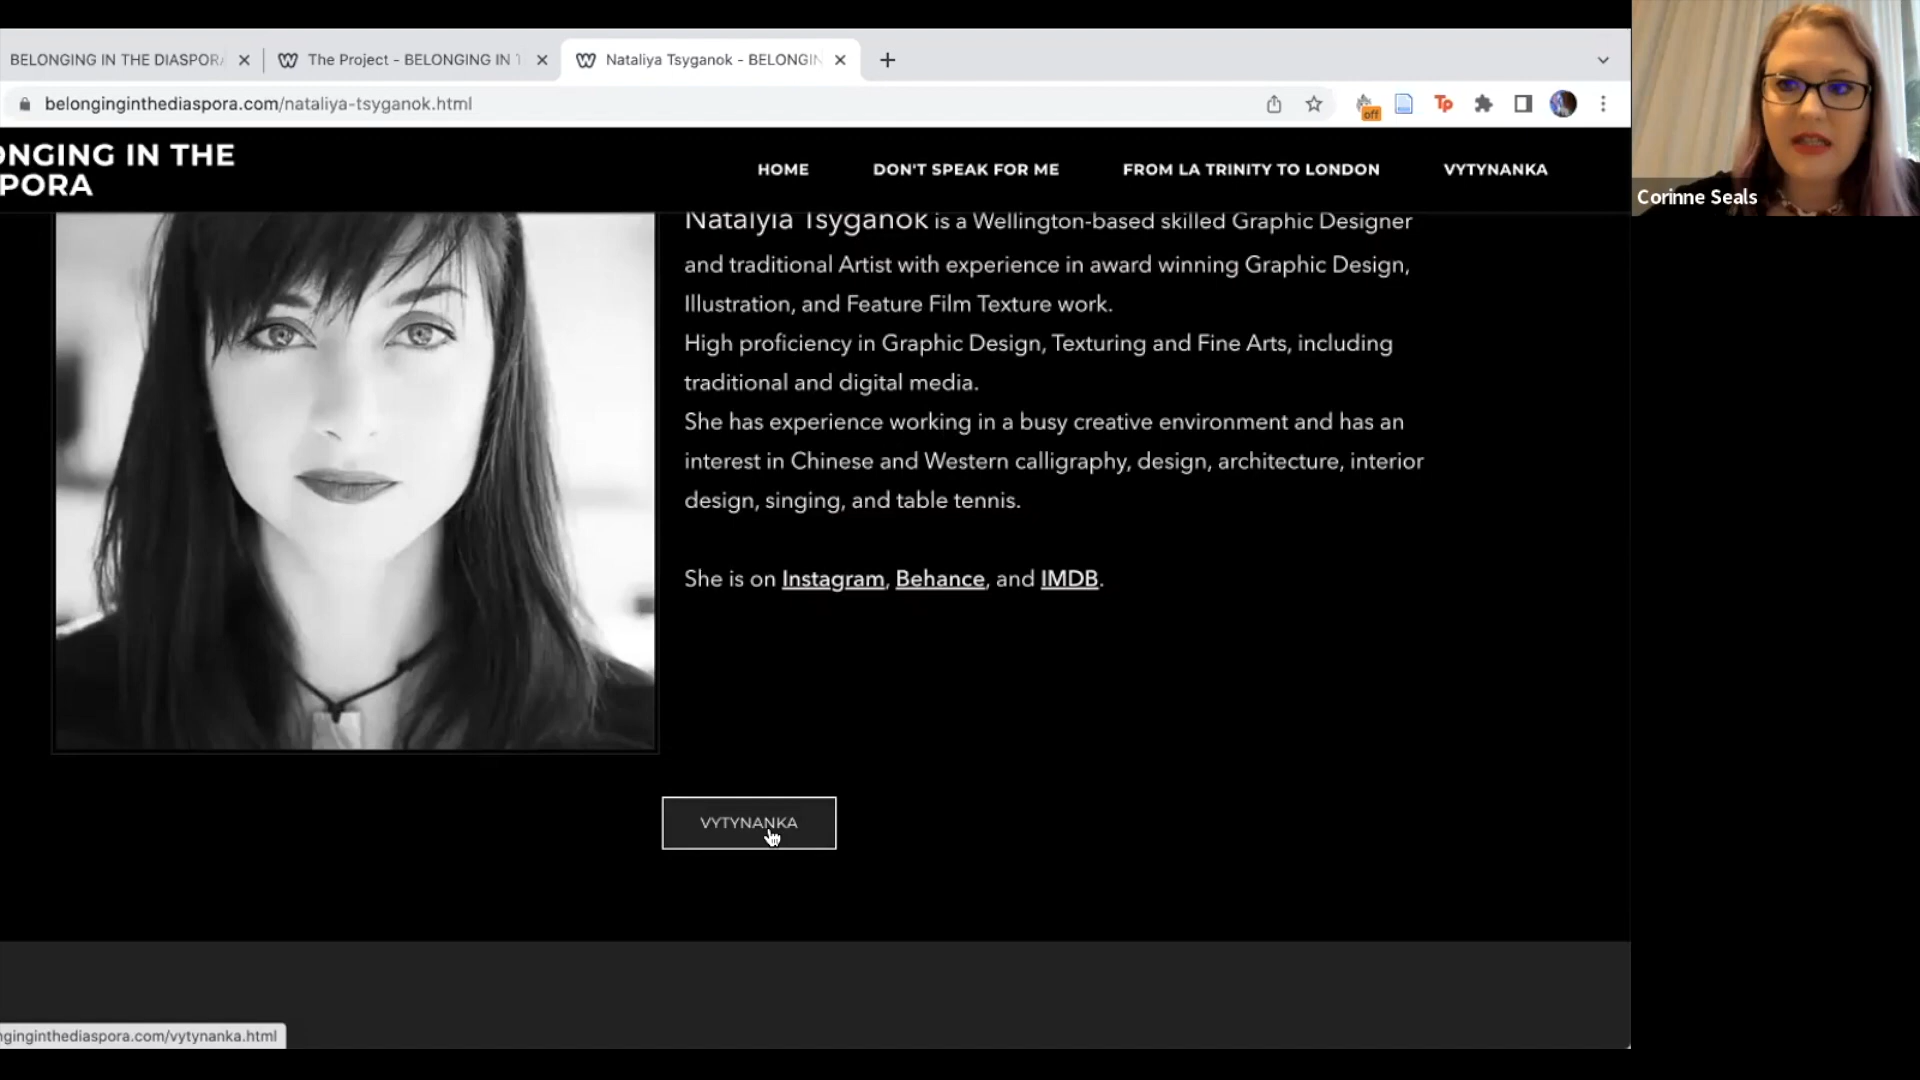 BELONGING IN THE DIASPORA
The Project - BELONGING IN T
Nataliya Tsyganok - BELONGIN
belonginginthediaspora.com/nataliya-tsyganok.html
off
Tp
ONGING IN THE
SPORA
HOME
DON'T SPEAK FOR ME
FROM LA TRINITY TO LONDON
VYTYNANKA
Corinne Seals
Natalyia Tsyganok is a Wellington-based skilled Graphic Designer
and traditional Artist with experience in award winning Graphic Design,
Illustration, and Feature Film Texture work.
High proficiency in Graphic Design, Texturing and Fine Arts, including
traditional and digital media.
She has experience working in a busy creative environment and has an
interest in Chinese and Western calligraphy, design, architecture, interior
design, singing, and table tennis.
She is on Instagram, Behance, and IMDB.
VYTYNANKA
nginginthediaspora.com/vytynanka.html